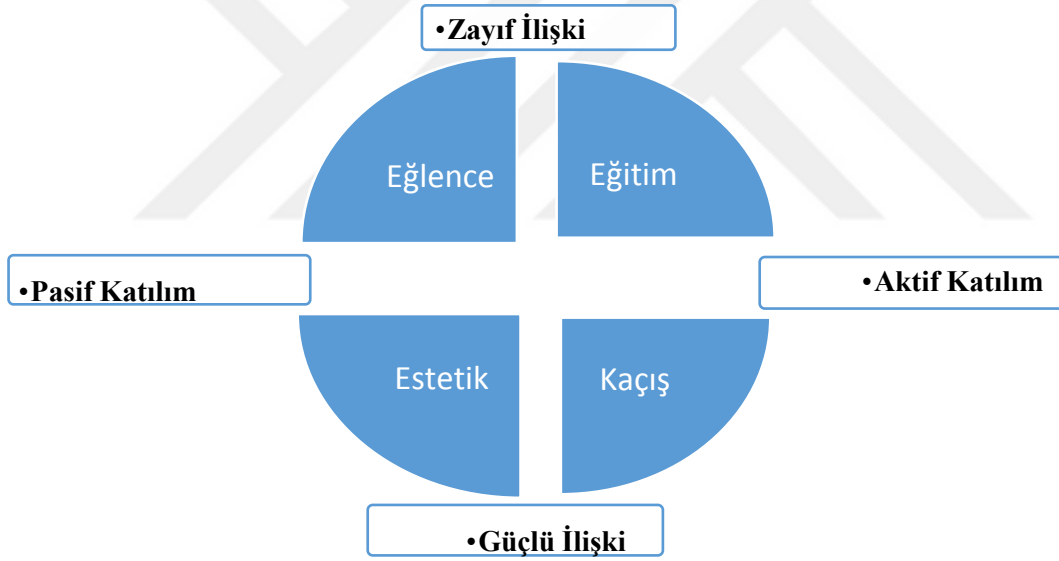 •Zayıf İlişki
Eğlence
Eğitim
•Pasif Katılım
•Aktif Katılım
Estetik
Kaçış
•Güçlü İlişki